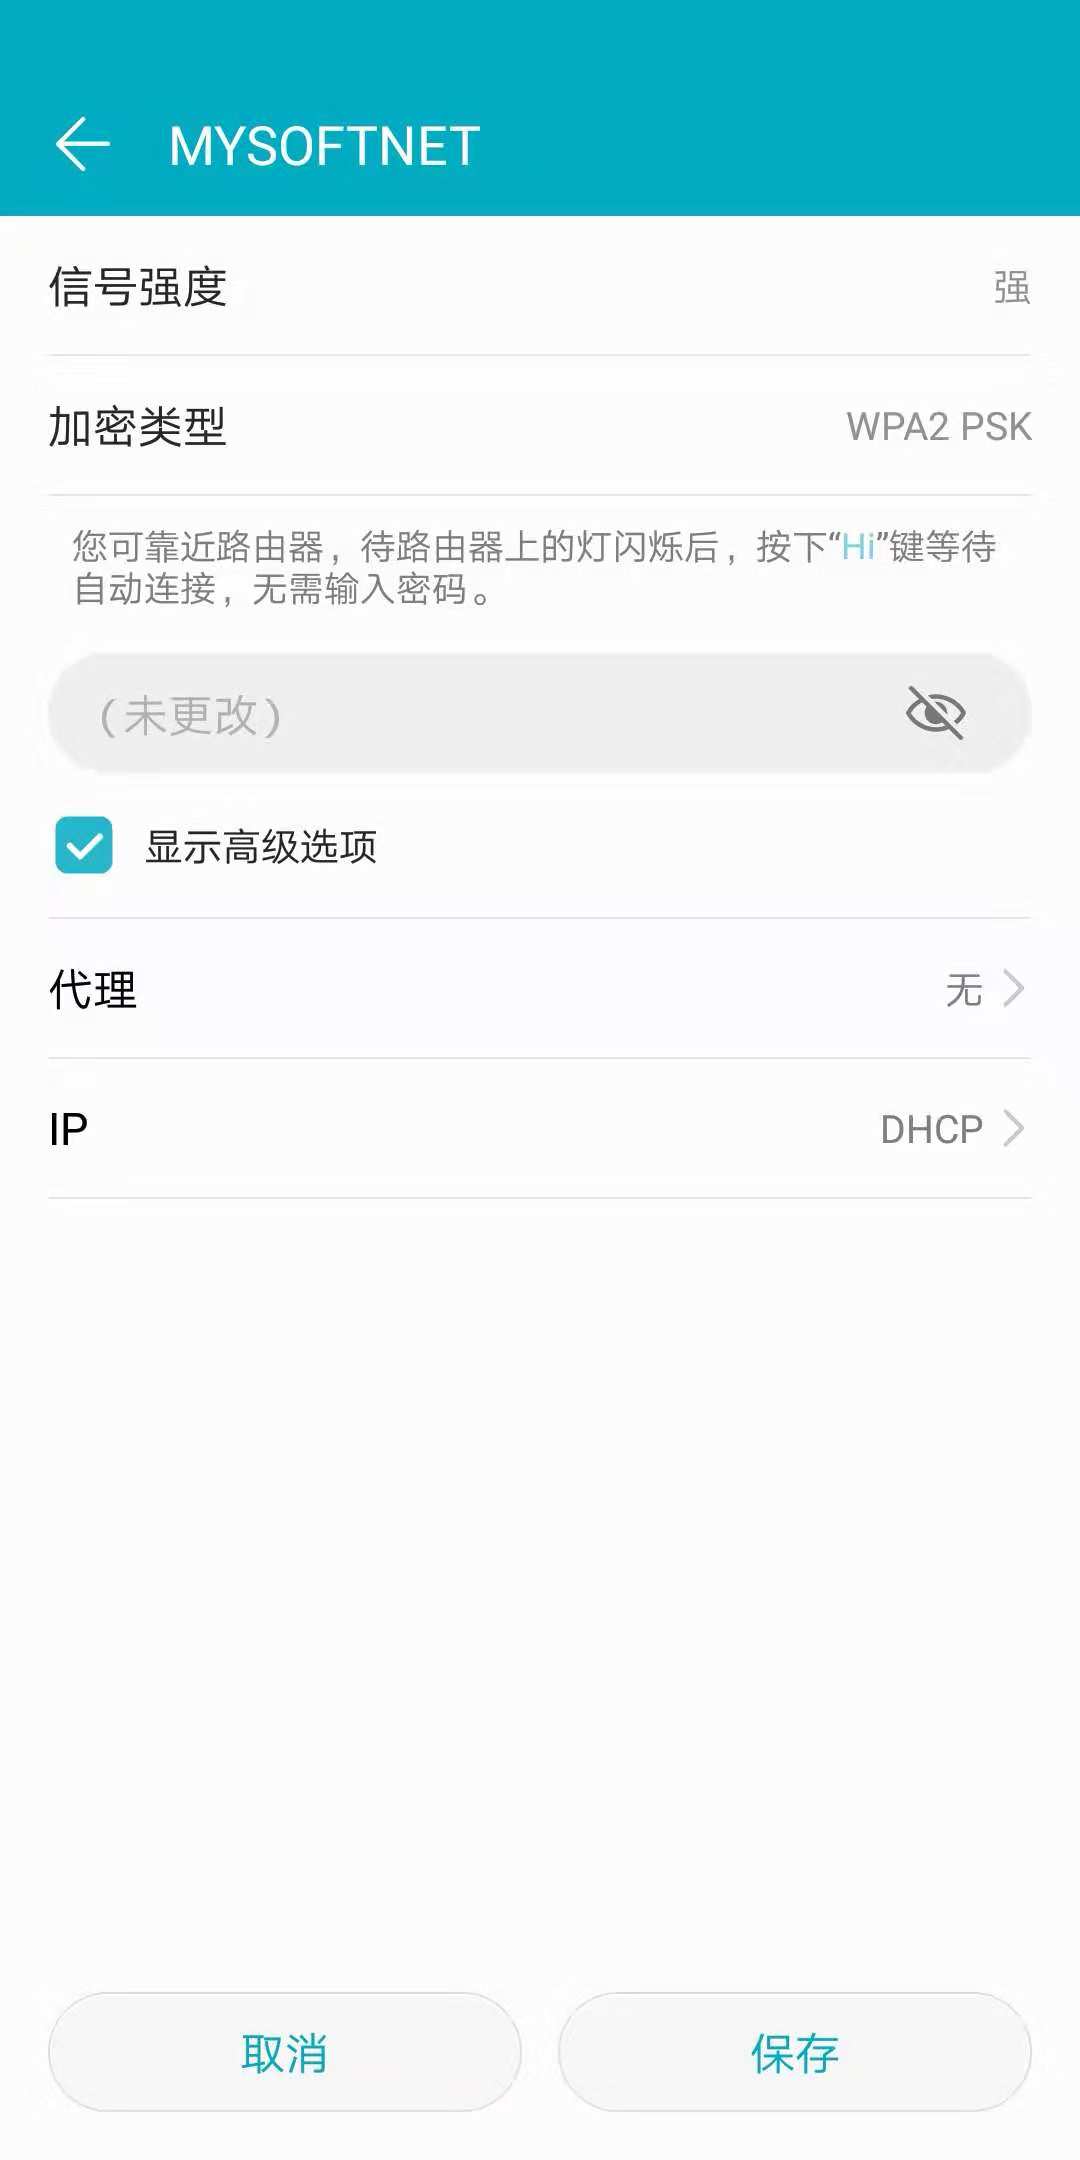 MYSOFTNET
信号强度 强
加密类型 WPA2 PSK
您可靠近路由器，待路由器上的灯闪烁后，按下“Hi”键等待
自动连接，无需输入密码。
（未更改）
显示高级选项
代理 无
IP DHCP
取消 保存